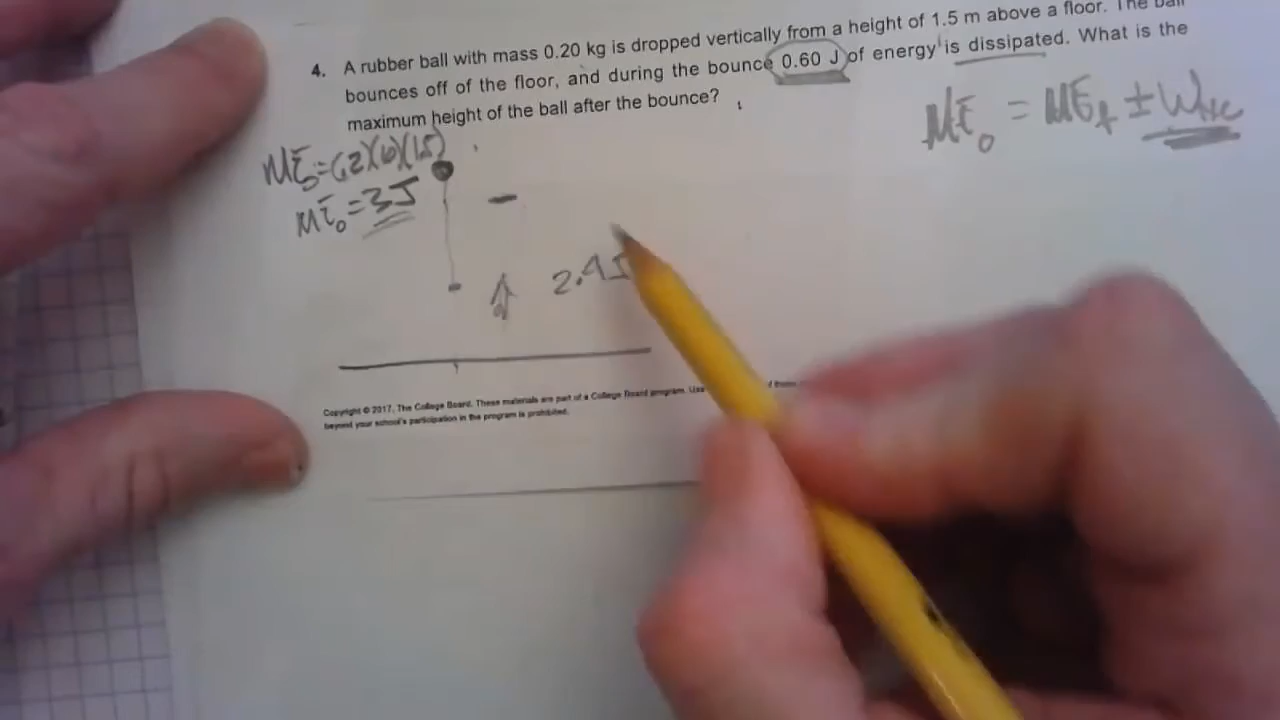 4. A rubber ball with mass 0.20 kg is dropped vertically from a height of 1.5 m above a floor. The ball
bounces off of the floor, and during the bounce 0.60 J of energy is dissipated. What is the
maximum height of the ball after the bounce?
ME₀ = ME𝒻 ± W
ME₀=(.2)(10)(1.5)
ME₀=3J
2.4J
Copyright © 2017. The College Board. These materials are part of a College Board program. Use
beyond your school's participation in the program is prohibited.